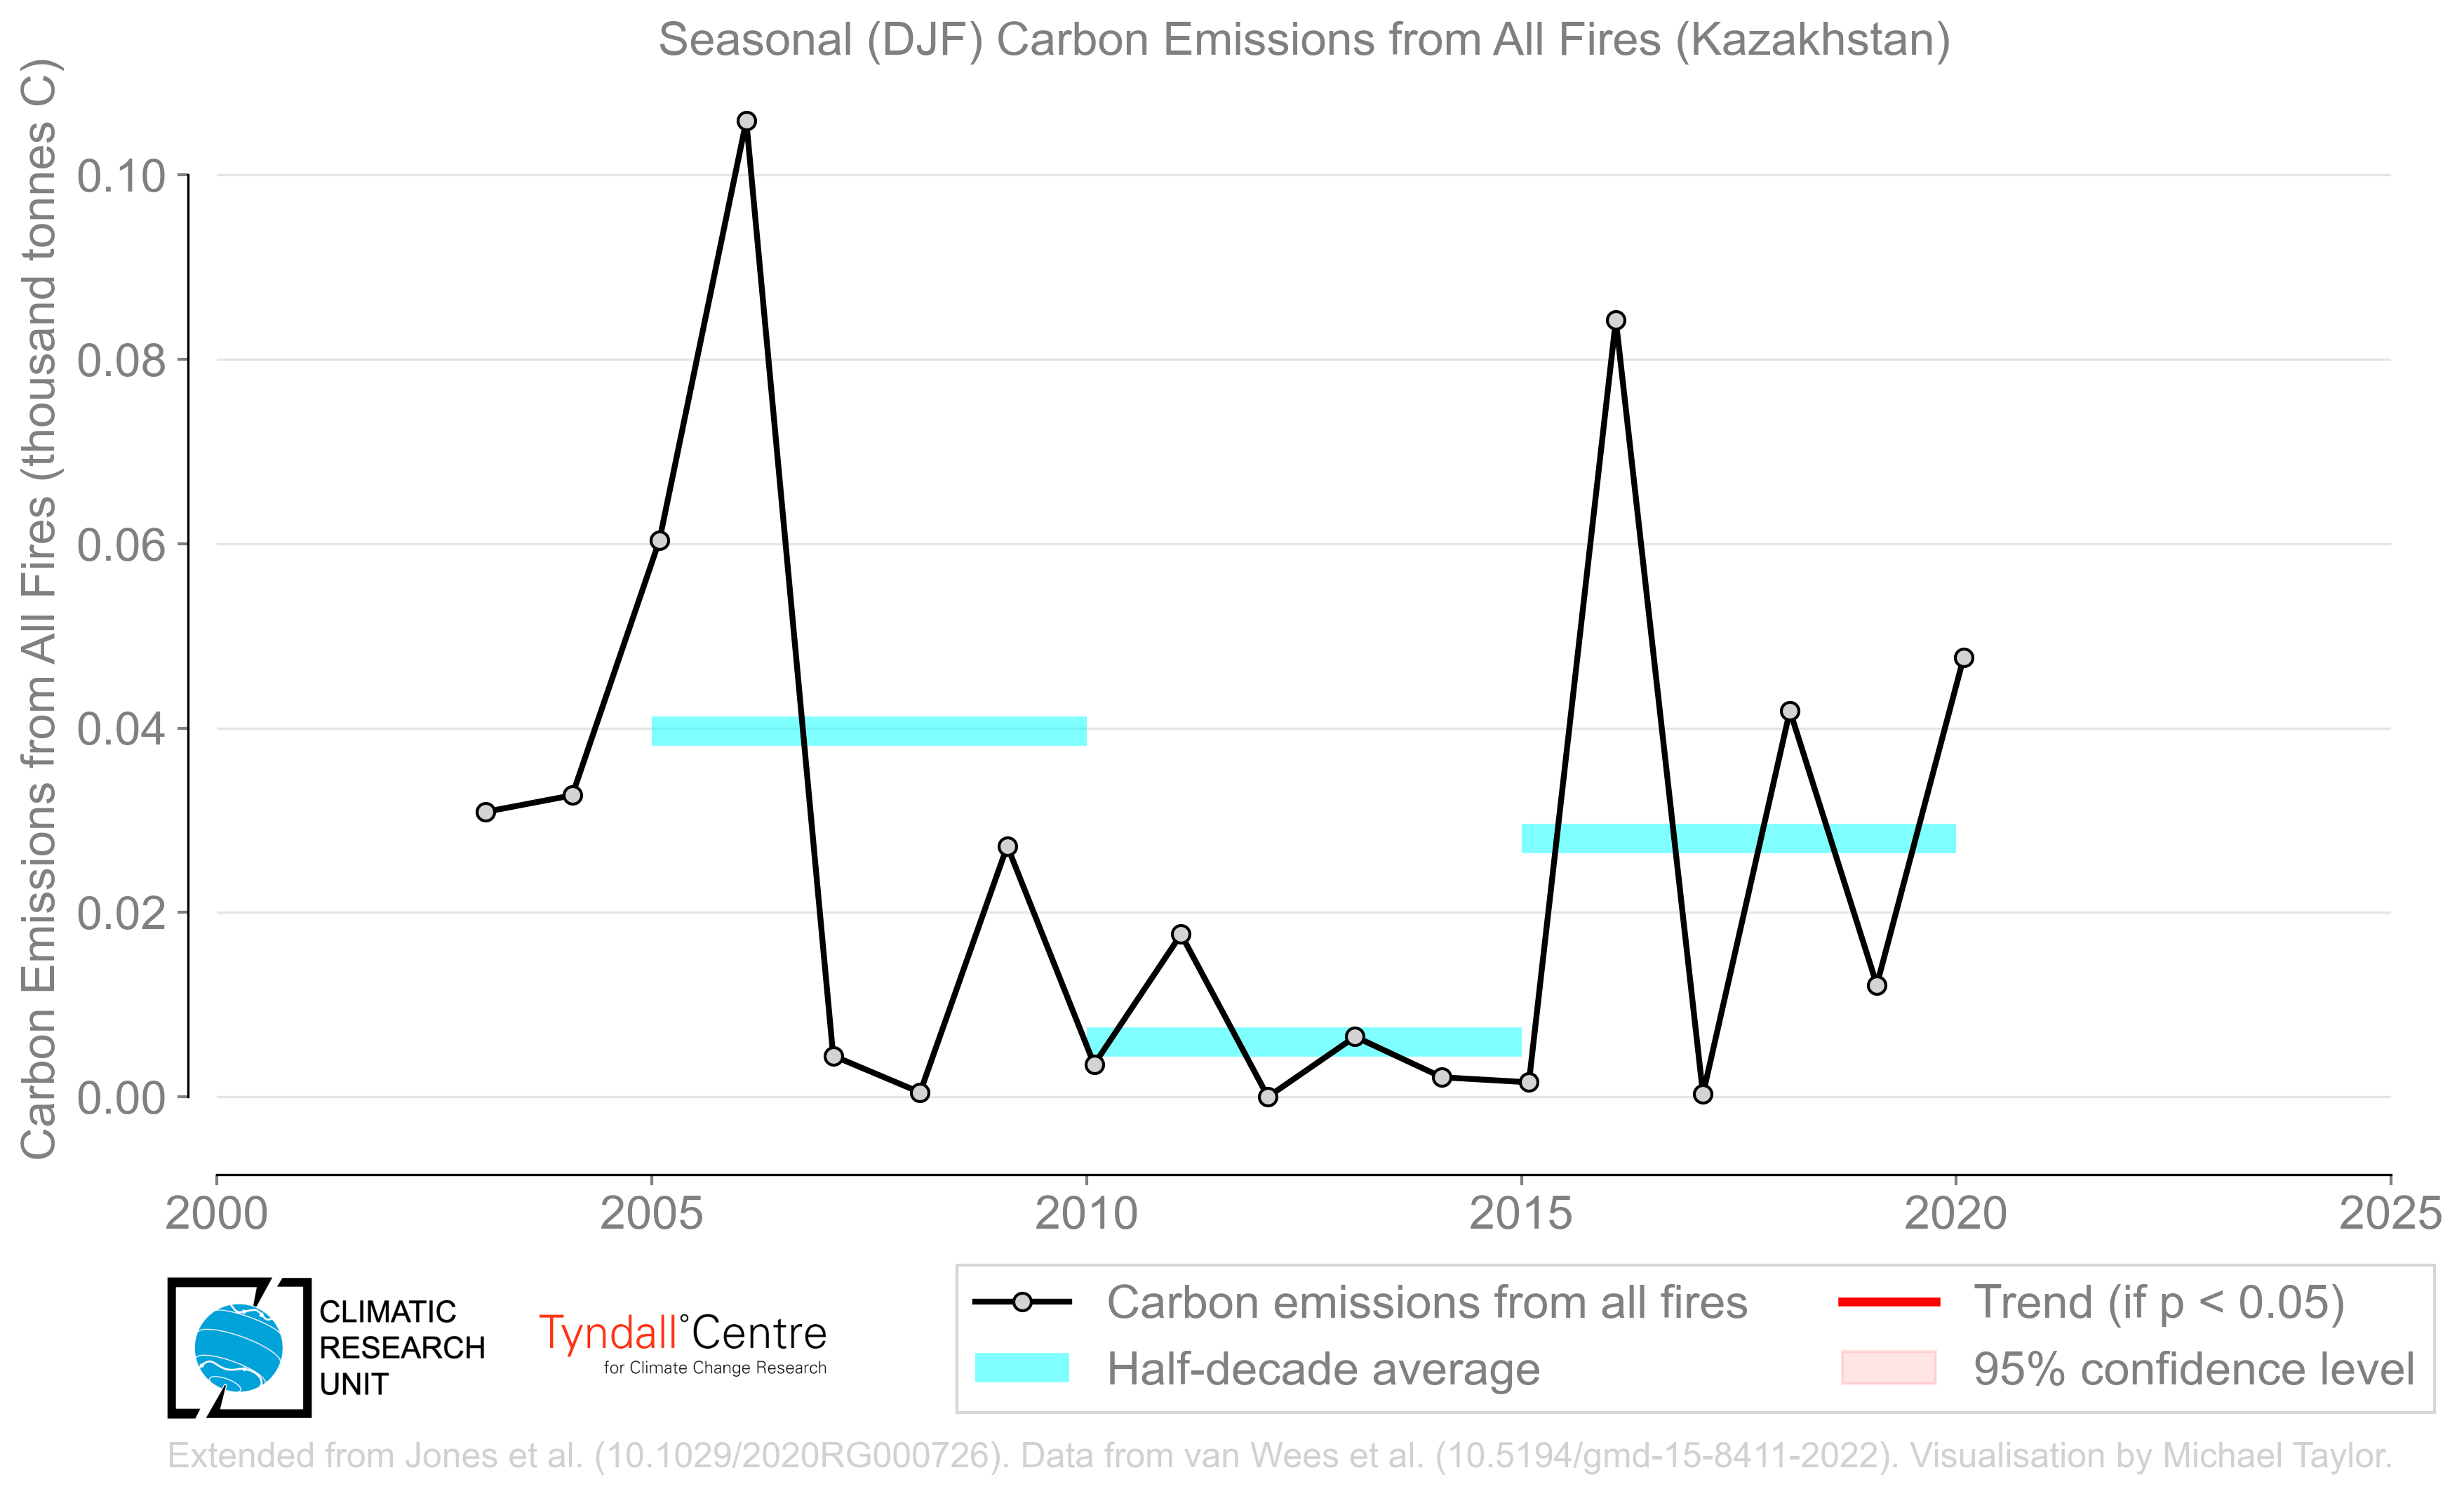 Seasonal (DJF) Carbon Emissions from All Fires (Kazakhstan)
Carbon Emissions from All Fires (thousand tonnes C)
0.10
0.08
0.06
0.04
0.02
0.00
2000 2005 2010 2015 2020 2025
CLIMATIC
RESEARCH
UNIT
Tyndall°Centre
for Climate Change Research
Carbon emissions from all fires
Half-decade average
Trend (if p < 0.05)
95% confidence level
Extended from Jones et al. (10.1029/2020RG000726). Data from van Wees et al. (10.5194/gmd-15-8411-2022). Visualisation by Michael Taylor.